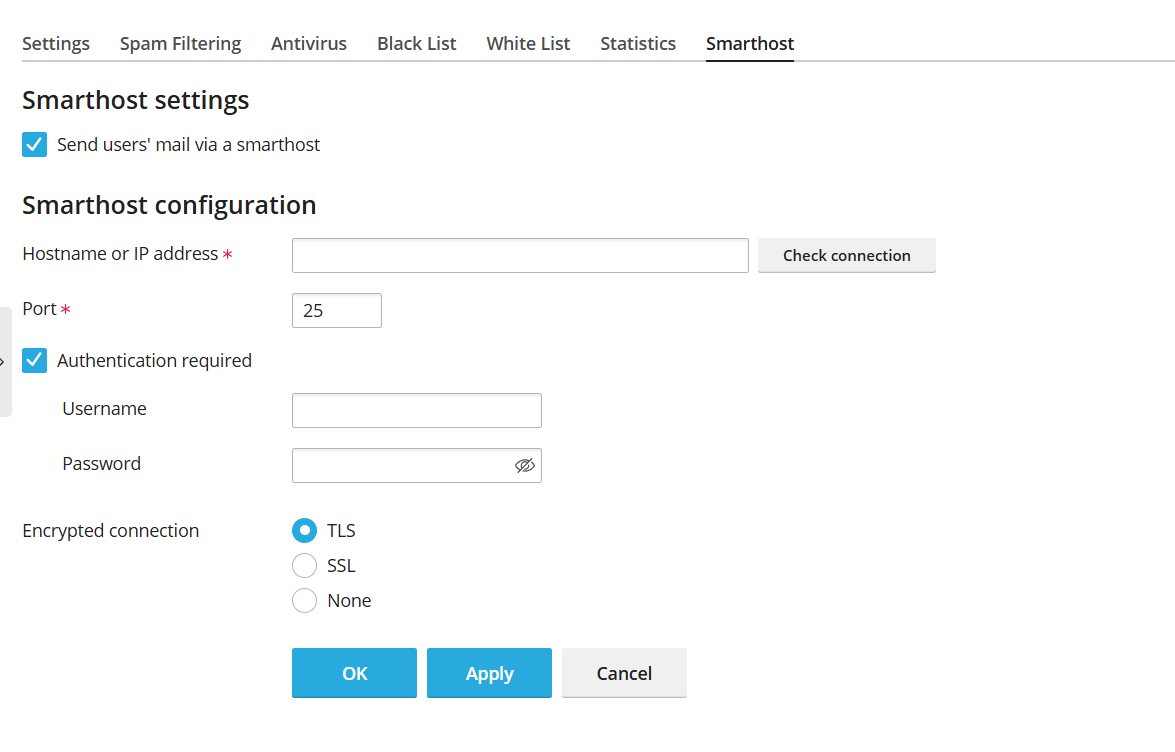 Settings Spam Filtering Antivirus Black List White List Statistics Smarthost
Smarthost settings
Send users' mail via a smarthost
Smarthost configuration
Hostname or IP address * Check connection
Port * 25
Authentication required
Username
Password
Encrypted connection TLS
SSL
None
OK Apply Cancel